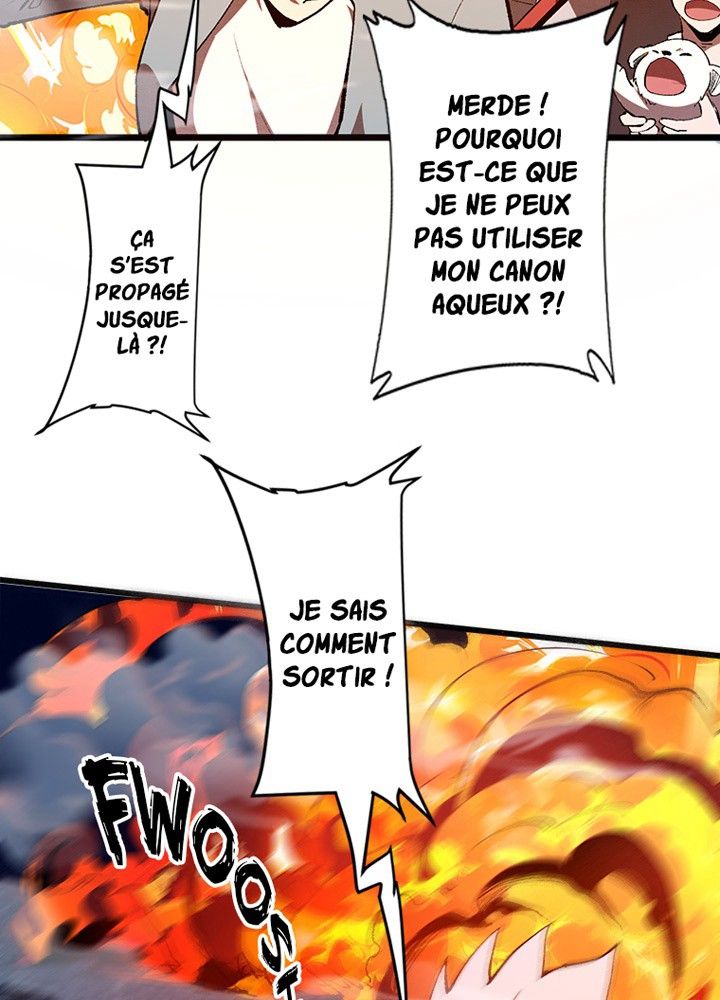 MERDE !
POURQUOI
EST-CE QUE
JE NE PEUX
PAS UTILISER
MON CANON
AQUEUX ?!
ÇA
S'EST
PROPAGÉ
JUSQUE-
LÀ ?!
JE SAIS
COMMENT
SORTIR !
FWOOSH